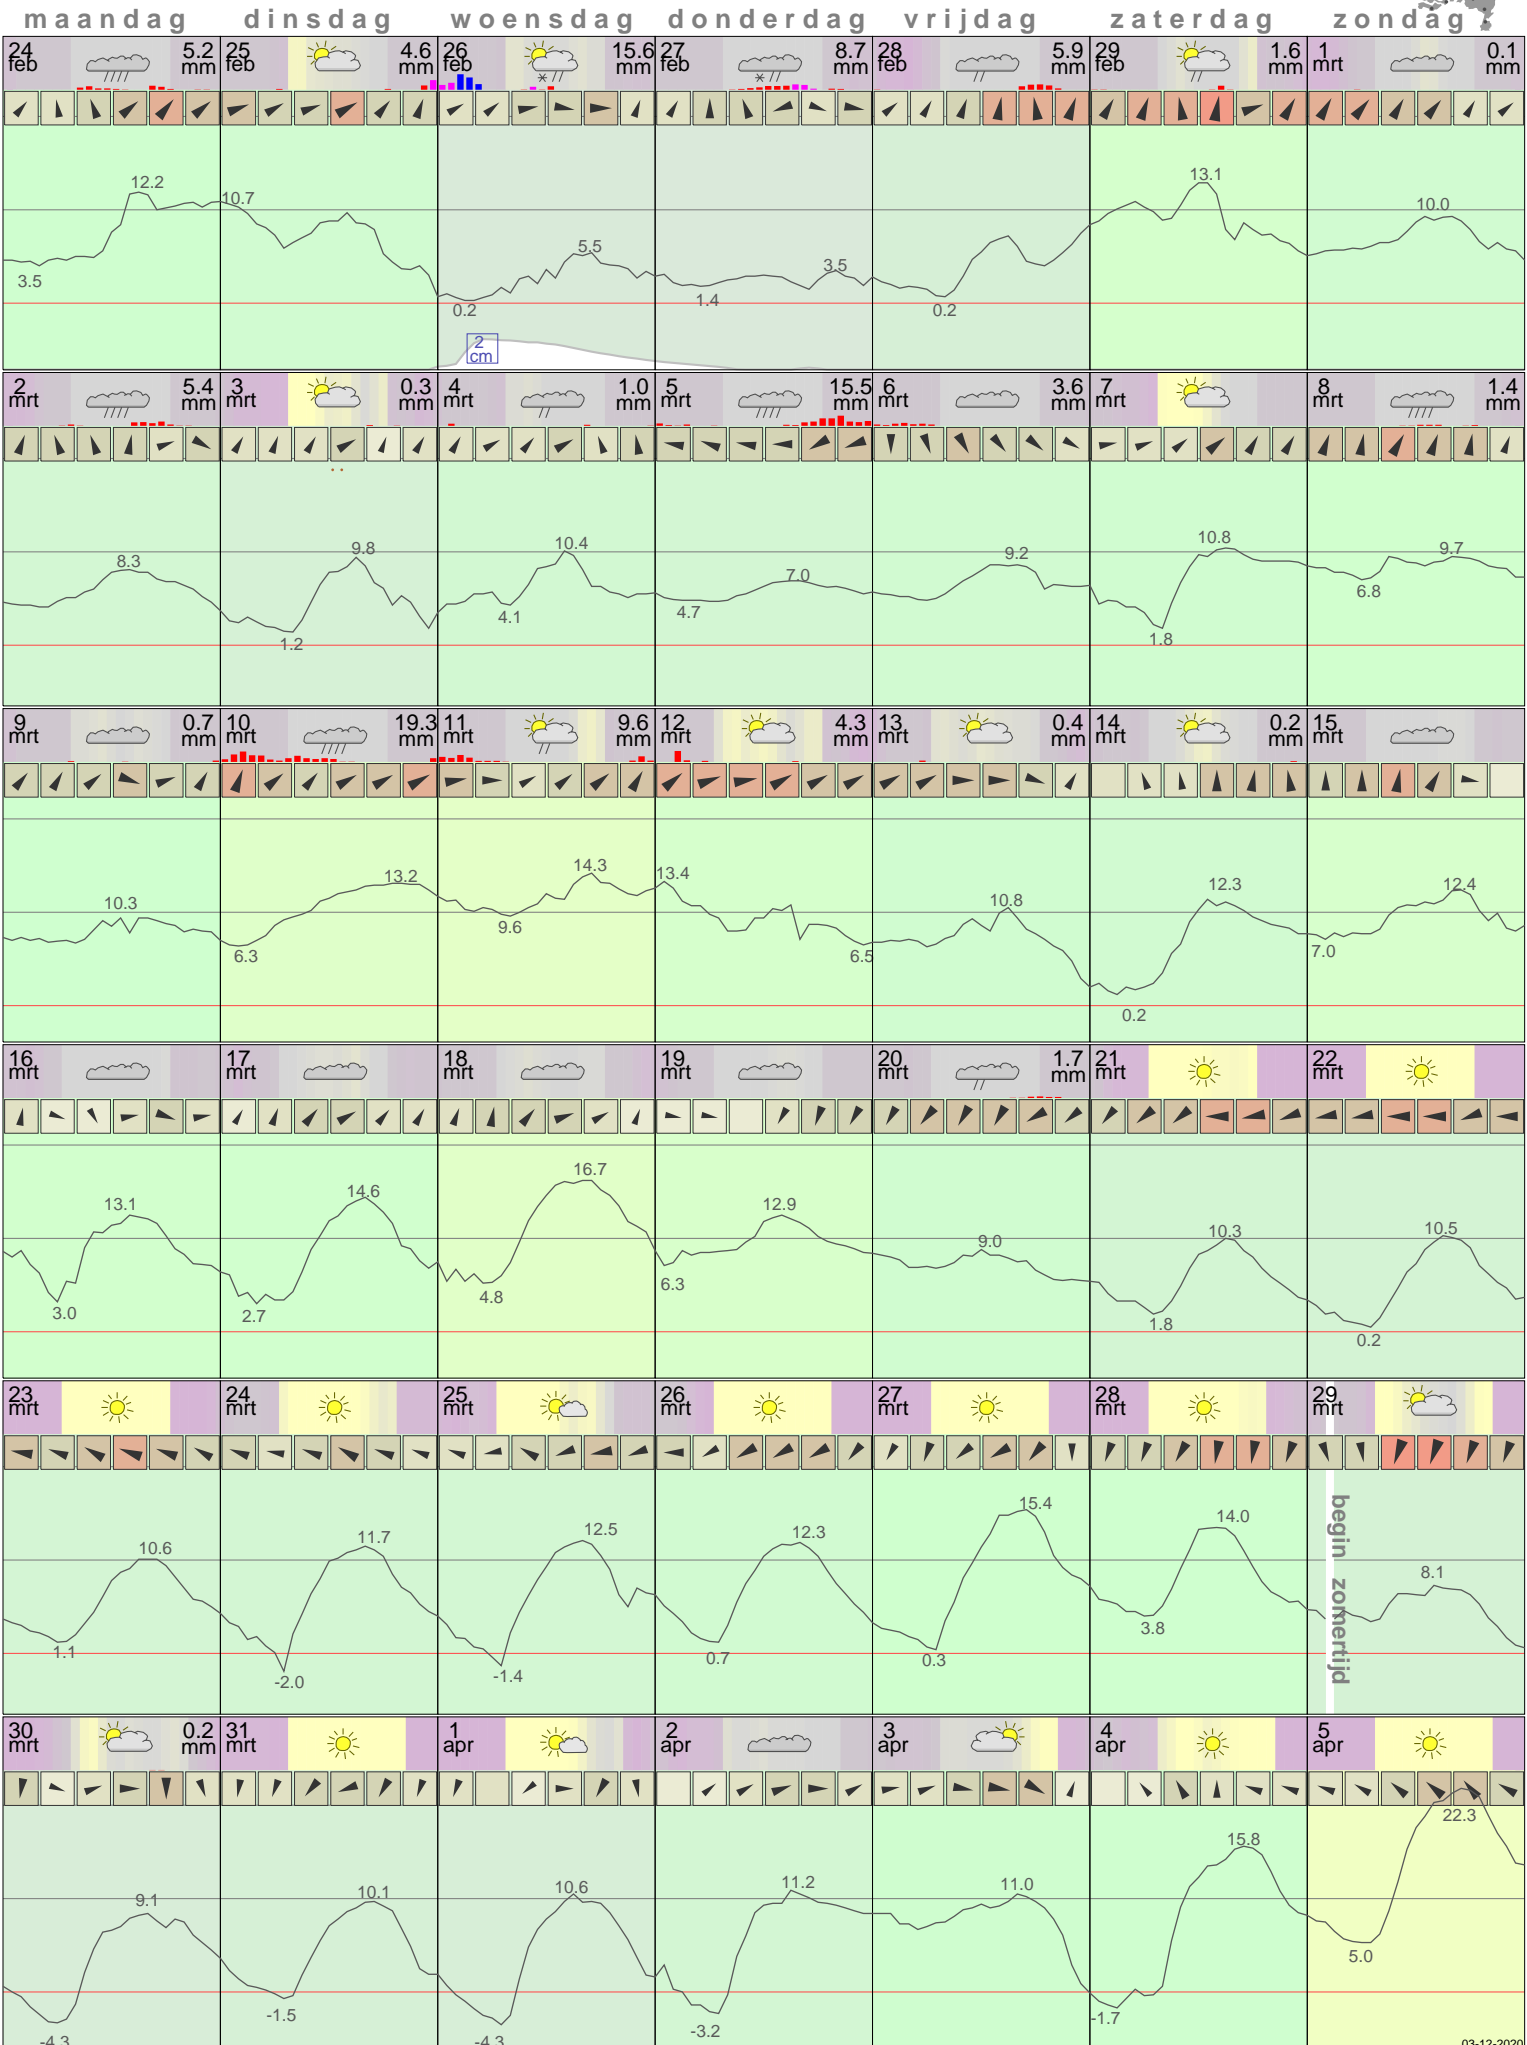 maandag dinsdag woensdag donderdag vrijdag zaterdag zondag
24 5.2 25 4.6 26 15.6 27 8.7 28 5.9 29 1.6 1 0.1
feb mm feb mm feb mm feb mm feb mm feb mm mrt mm
12.2 10.7 5.5 3.5 13.1 10.0
3.5 0.2 1.4 0.2
2
cm
2 5.4 3 0.3 4 1.0 5 15.5 6 3.6 7 8 1.4
mrt mm mrt mm mrt mm mrt mm mrt mm mrt mrt mm
8.3 9.8 10.4 7.0 9.2 10.8 9.7
1.2 4.1 4.7 1.8 6.8
9 0.7 10 19.3 11 9.6 12 4.3 13 0.4 14 0.2 15
mrt mm mrt mm mrt mm mrt mm mrt mm mrt mm mrt
10.3 13.2 14.3 13.4 10.8 12.3 12.4
6.3 9.6 6.5 0.2 7.0
16 17 18 19 20 1.7 21 22
mrt mrt mrt mrt mrt mm mrt mrt
13.1 14.6 16.7 12.9 9.0 10.3 10.5
3.0 2.7 4.8 6.3 1.8 0.2
23 24 25 26 27 28 29
mrt mrt mrt mrt mrt mrt mrt
10.6 11.7 12.5 12.3 15.4 14.0 8.1
1.1 -2.0 -1.4 0.7 0.3 3.8
begin zomertijd
30 0.2 31 1 2 3 4 5
mrt mm mrt apr apr apr apr apr
9.1 10.1 10.6 11.2 11.0 15.8 22.3
-4.3 -1.5 -4.3 -3.2 -1.7 5.0
03-12-2020